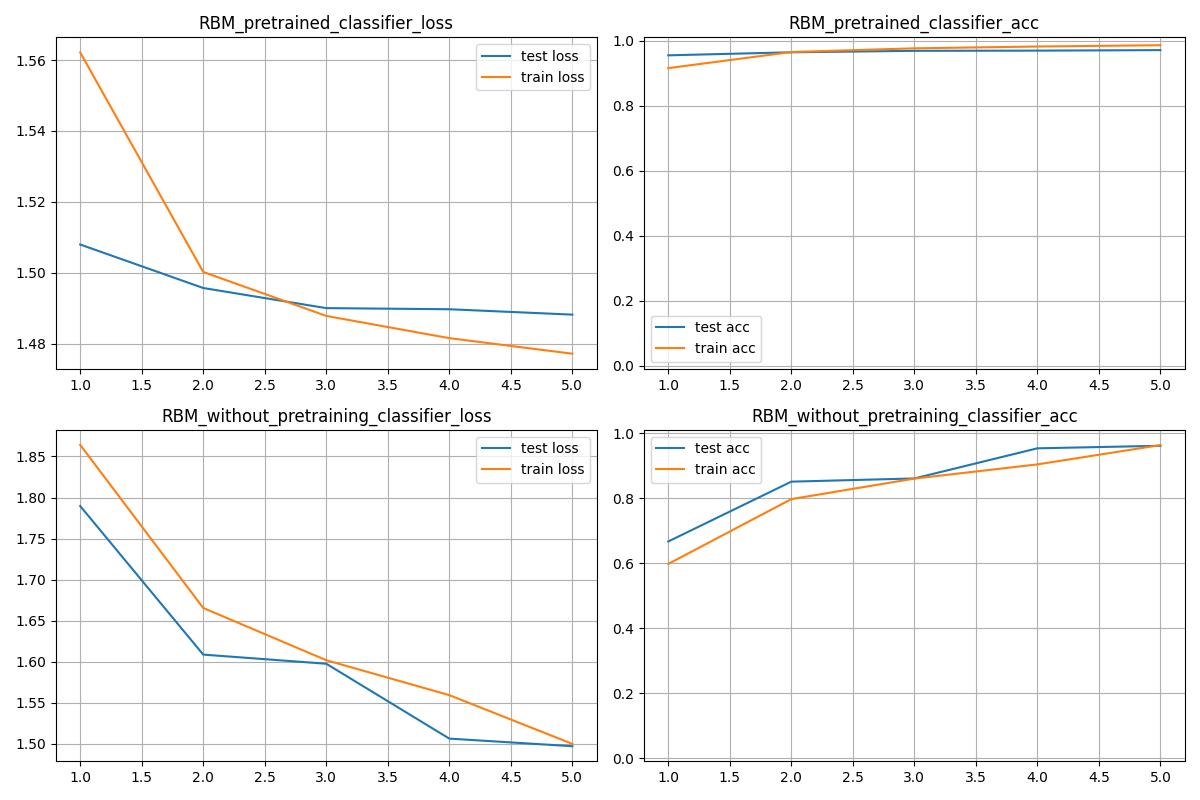 RBM_pretrained_classifier_loss
1.56
1.54
1.52
1.50
1.48
test loss
train loss
1.0 1.5 2.0 2.5 3.0 3.5 4.0 4.5 5.0
RBM_pretrained_classifier_acc
1.0
0.8
0.6
0.4
0.2
0.0
test acc
train acc
1.0 1.5 2.0 2.5 3.0 3.5 4.0 4.5 5.0
RBM_without_pretraining_classifier_loss
1.85
1.80
1.75
1.70
1.65
1.60
1.55
1.50
test loss
train loss
1.0 1.5 2.0 2.5 3.0 3.5 4.0 4.5 5.0
RBM_without_pretraining_classifier_acc
1.0
0.8
0.6
0.4
0.2
0.0
test acc
train acc
1.0 1.5 2.0 2.5 3.0 3.5 4.0 4.5 5.0